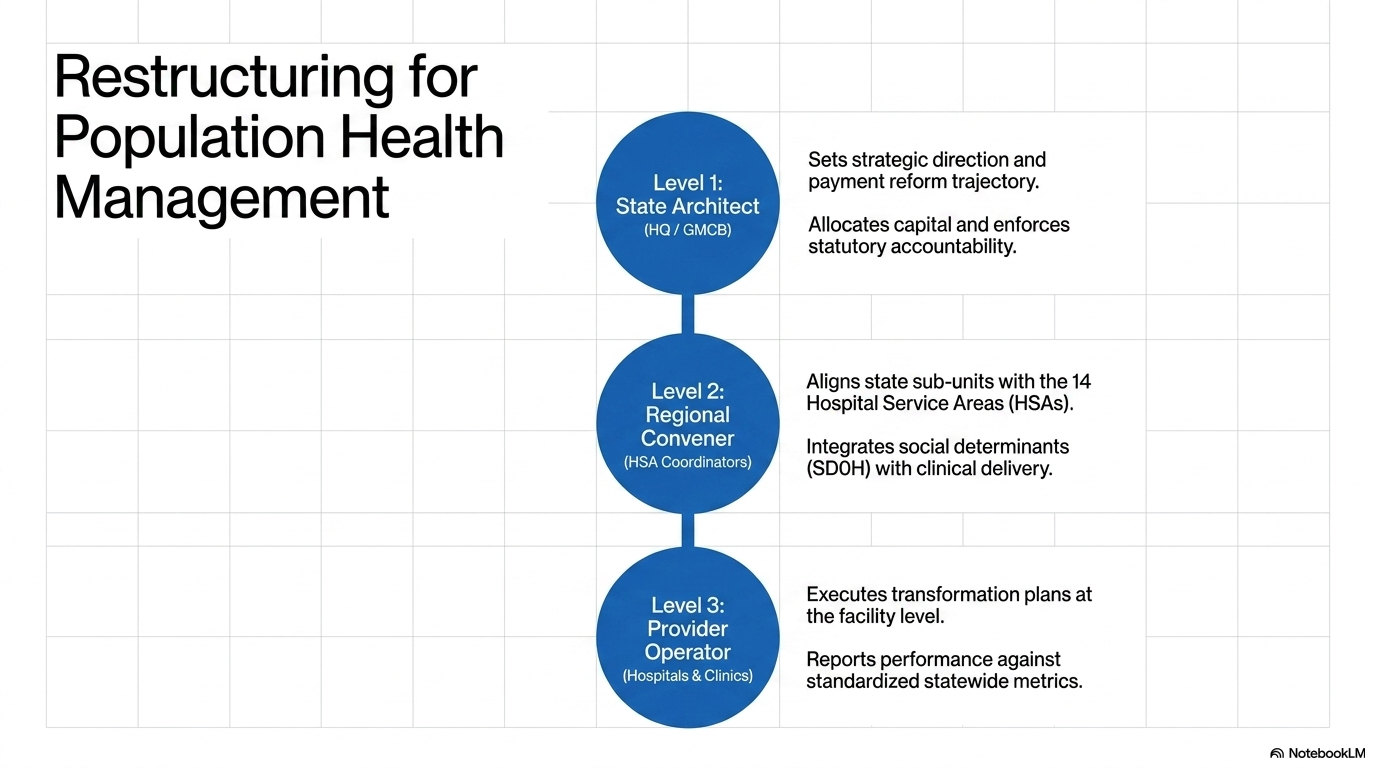 Restructuring for
Population Health
Management
Level 1:
State Architect
(HQ / GMCB)
Sets strategic direction and
payment reform trajectory.
Allocates capital and enforces
statutory accountability.
Level 2:
Regional
Convener
(HSA Coordinators)
Aligns state sub-units with the 14
Hospital Service Areas (HSAs).
Integrates social determinants
(SD0H) with clinical delivery.
Level 3:
Provider
Operator
(Hospitals & Clinics)
Executes transformation plans at
the facility level.
Reports performance against
standardized statewide metrics.
NotebookLM